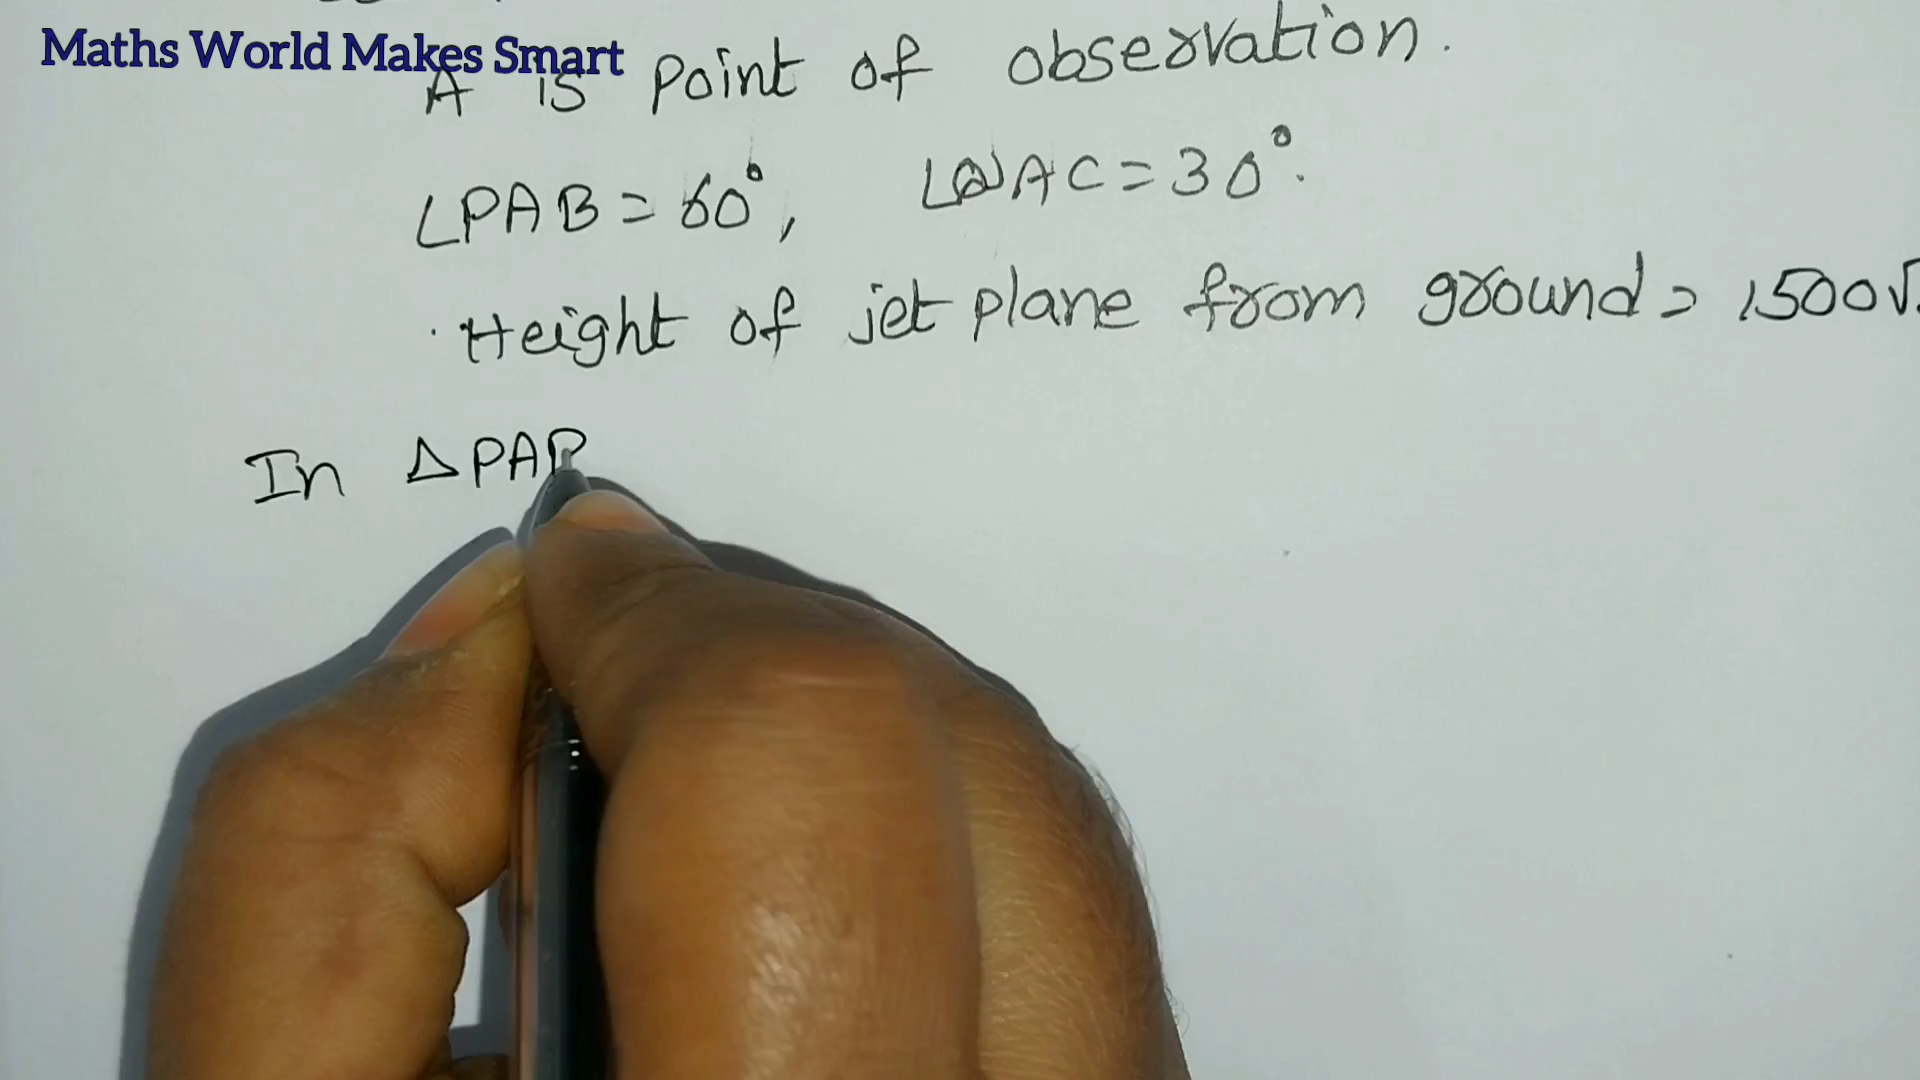 Maths World Makes Smart
A is point of observation.
∠PAB = 60°, ∠QAC = 30°.
Height of jet plane from ground = 1500√
In △PAP